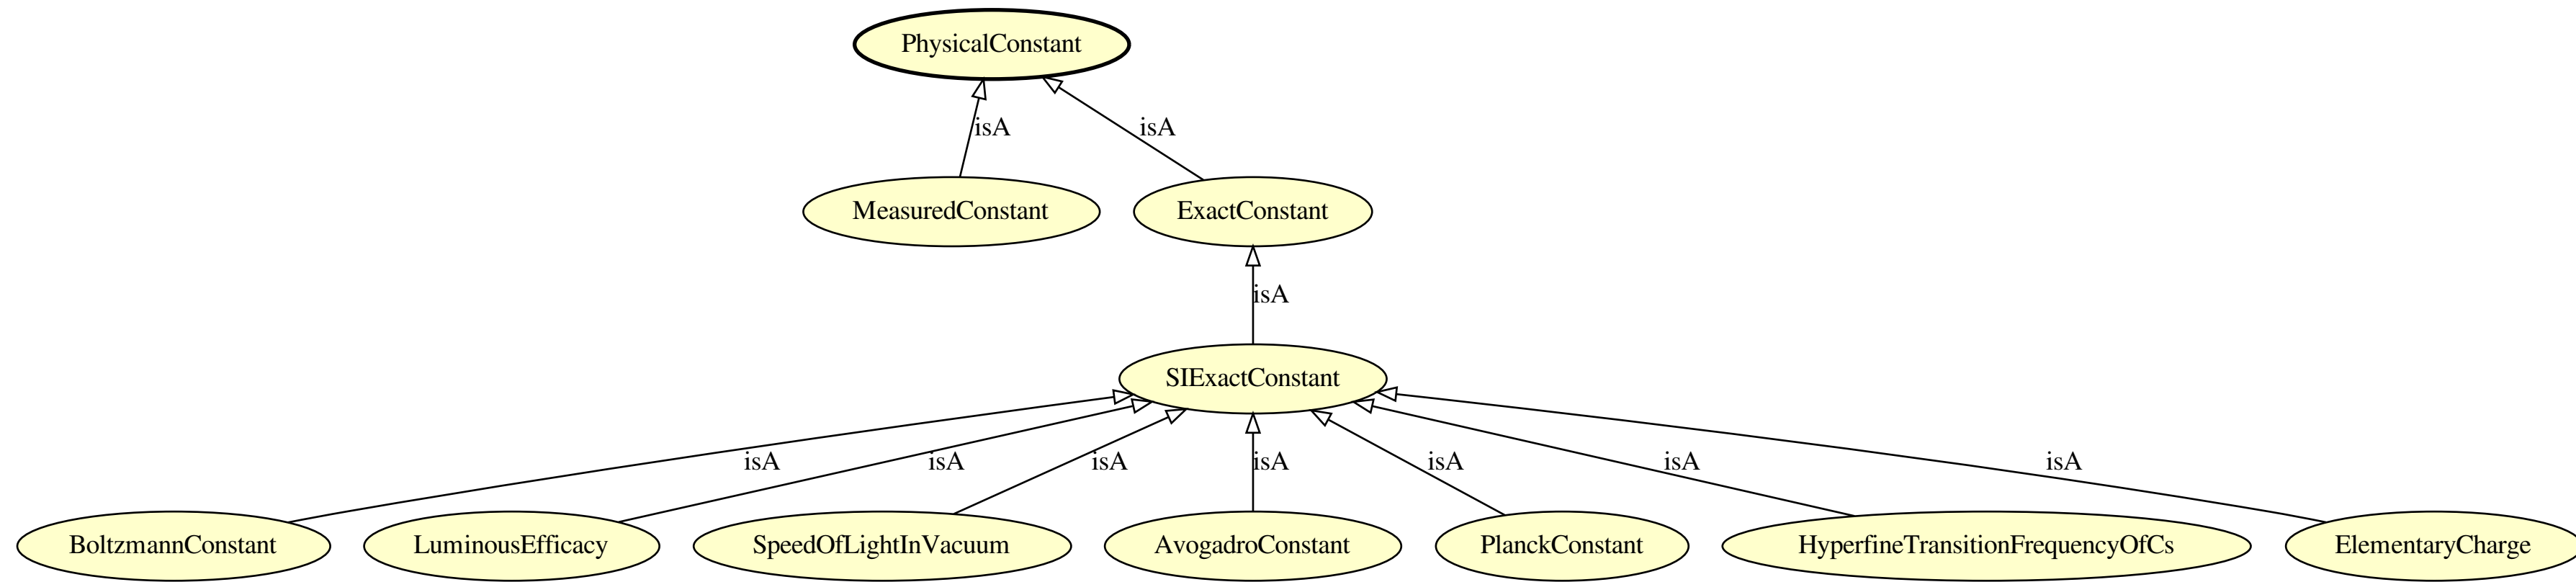 PhysicalConstant
isA
isA
MeasuredConstant
ExactConstant
isA
SIExactConstant
isA
isA
isA
isA
isA
isA
isA
BoltzmannConstant
LuminousEfficacy
SpeedOfLightInVacuum
AvogadroConstant
PlanckConstant
HyperfineTransitionFrequencyOfCs
ElementaryCharge